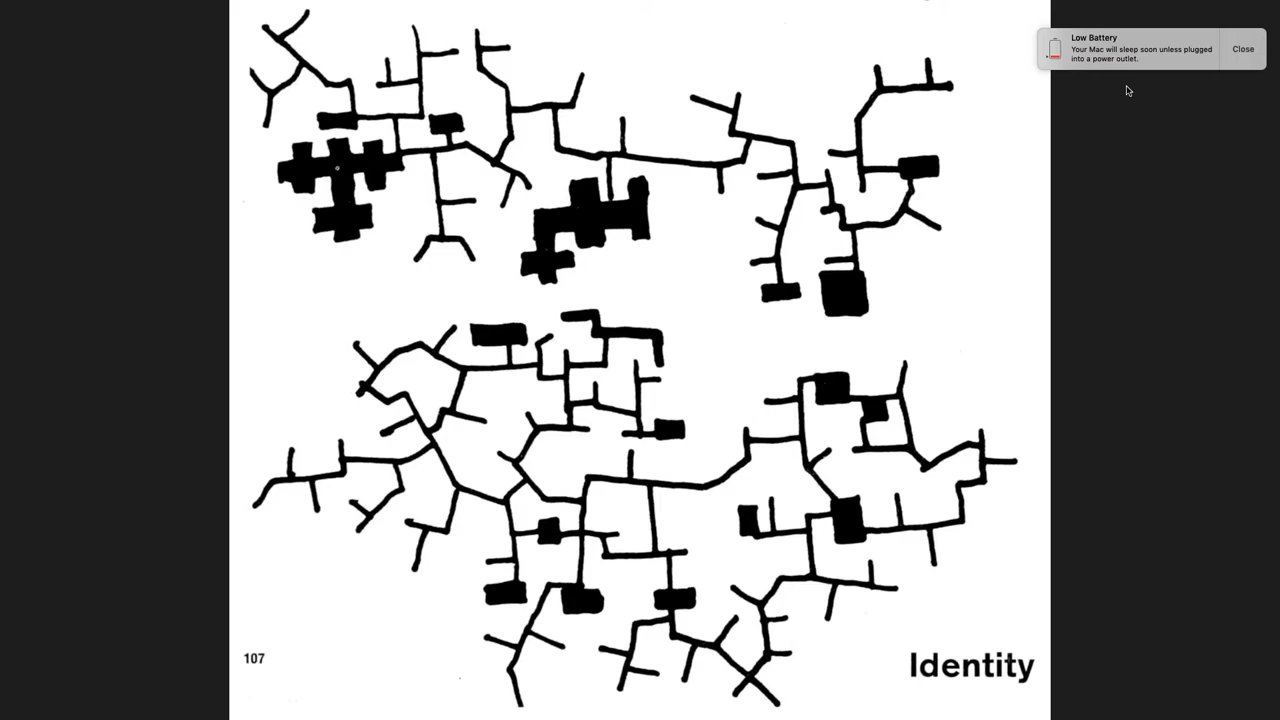 Low Battery
Your Mac will sleep soon unless plugged
into a power outlet.
Close
107
Identity